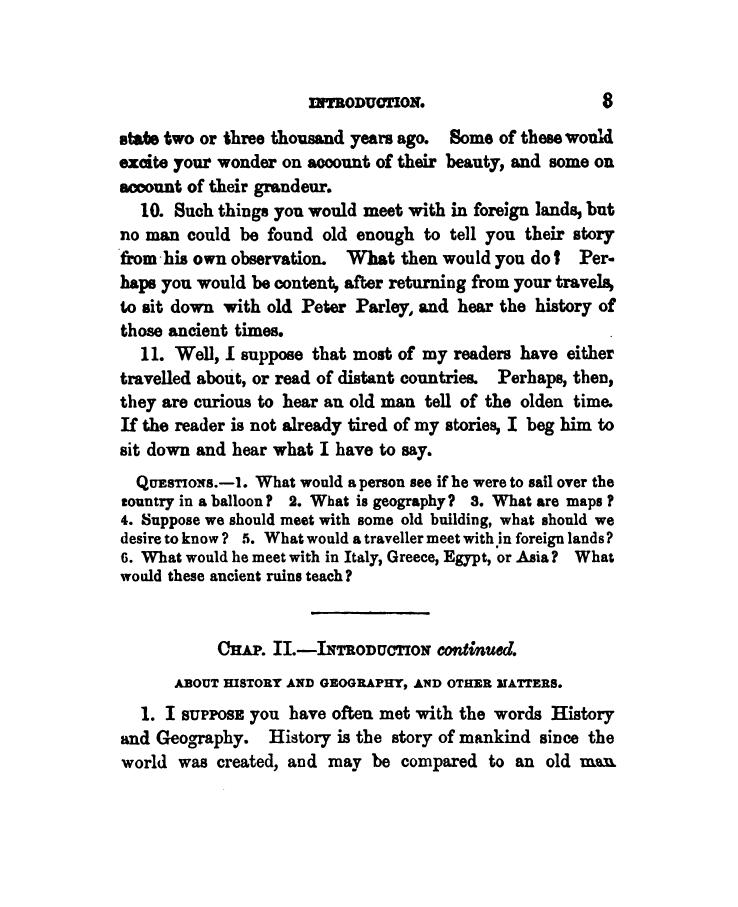 INTRODUCTION. 3
state two or three thousand years ago. Some of these would
excite your wonder on account of their beauty, and some on
account of their grandeur.
10. Such things you would meet with in foreign lands, but
no man could be found old enough to tell you their story
from his own observation. What then would you do? Per-
haps you would be content, after returning from your travels,
to sit down with old Peter Parley, and hear the history of
those ancient times.
11. Well, I suppose that most of my readers have either
travelled about, or read of distant countries. Perhaps, then,
they are curious to hear an old man tell of the olden time.
If the reader is not already tired of my stories, I beg him to
sit down and hear what I have to say.
QUESTIONS.—1. What would a person see if he were to sail over the
country in a balloon? 2. What is geography? 3. What are maps?
4. Suppose we should meet with some old building, what should we
desire to know? 5. What would a traveller meet with in foreign lands?
6. What would he meet with in Italy, Greece, Egypt, or Asia? What
would these ancient ruins teach?
CHAP. II.—INTRODUCTION continued.
ABOUT HISTORY AND GEOGRAPHY, AND OTHER MATTERS.
1. I SUPPOSE you have often met with the words History
and Geography. History is the story of mankind since the
world was created, and may be compared to an old man